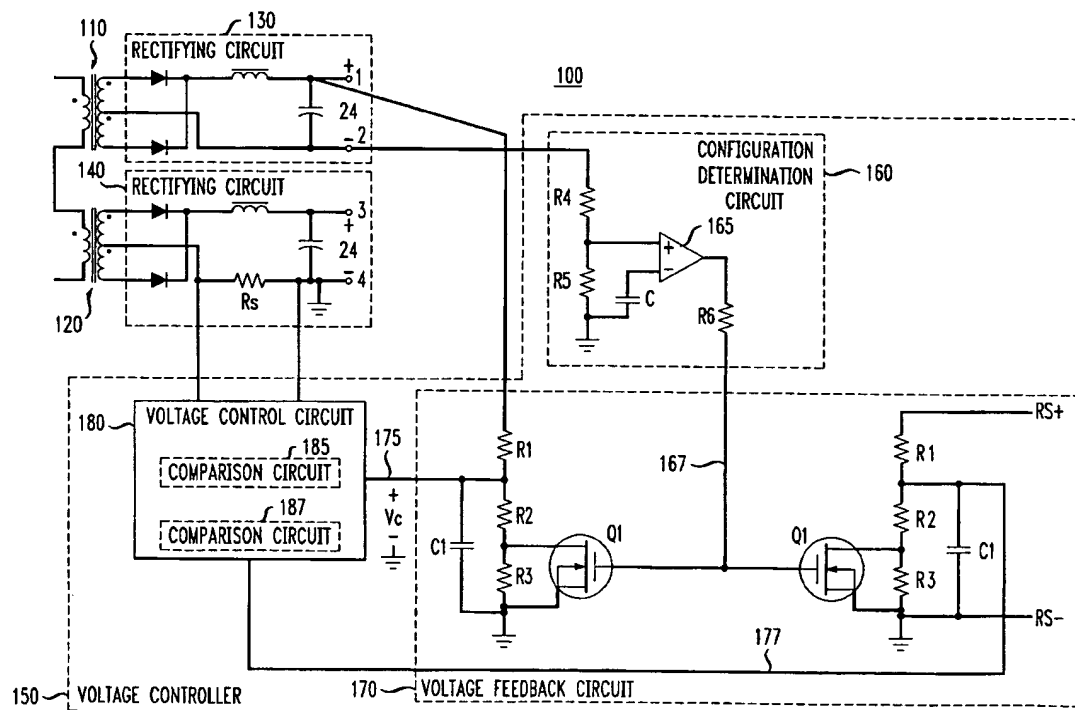 110
130
RECTIFYING CIRCUIT
+
1
24
-
2
100
140
RECTIFYING CIRCUIT
3
+
24
-
4
Rs
120
CONFIGURATION
DETERMINATION
CIRCUIT
160
R4
165
+
-
R5
C
R6
180
VOLTAGE CONTROL CIRCUIT
185
COMPARISON CIRCUIT
187
COMPARISON CIRCUIT
175
+
Vc
-
R1
R2
C1
R3
Q1
167
Q1
RS+
R1
R2
C1
R3
RS-
177
150
VOLTAGE CONTROLLER
170
VOLTAGE FEEDBACK CIRCUIT